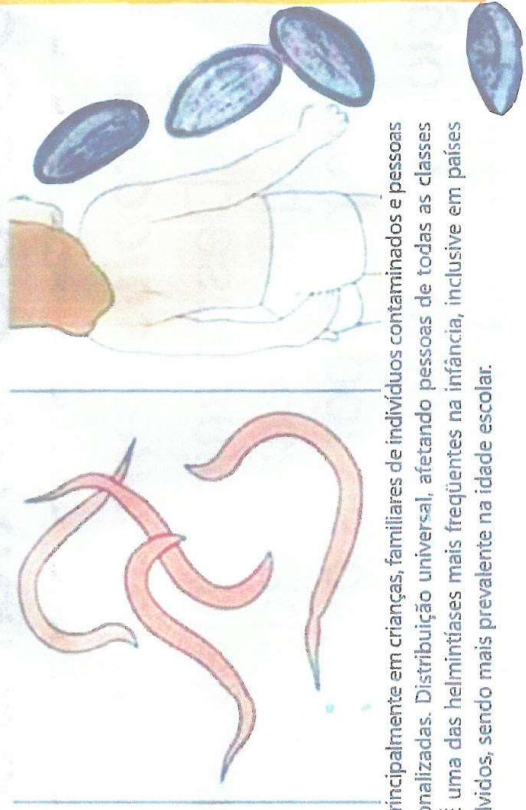 rincipalmente em crianças, familiares de indivíduos contaminados e pessoas
onalizadas. Distribuição universal, afetando pessoas de todas as classes
uma das helmintíases mais freqüentes na infância, inclusive em países
lvidos, sendo mais prevalente na idade escolar.